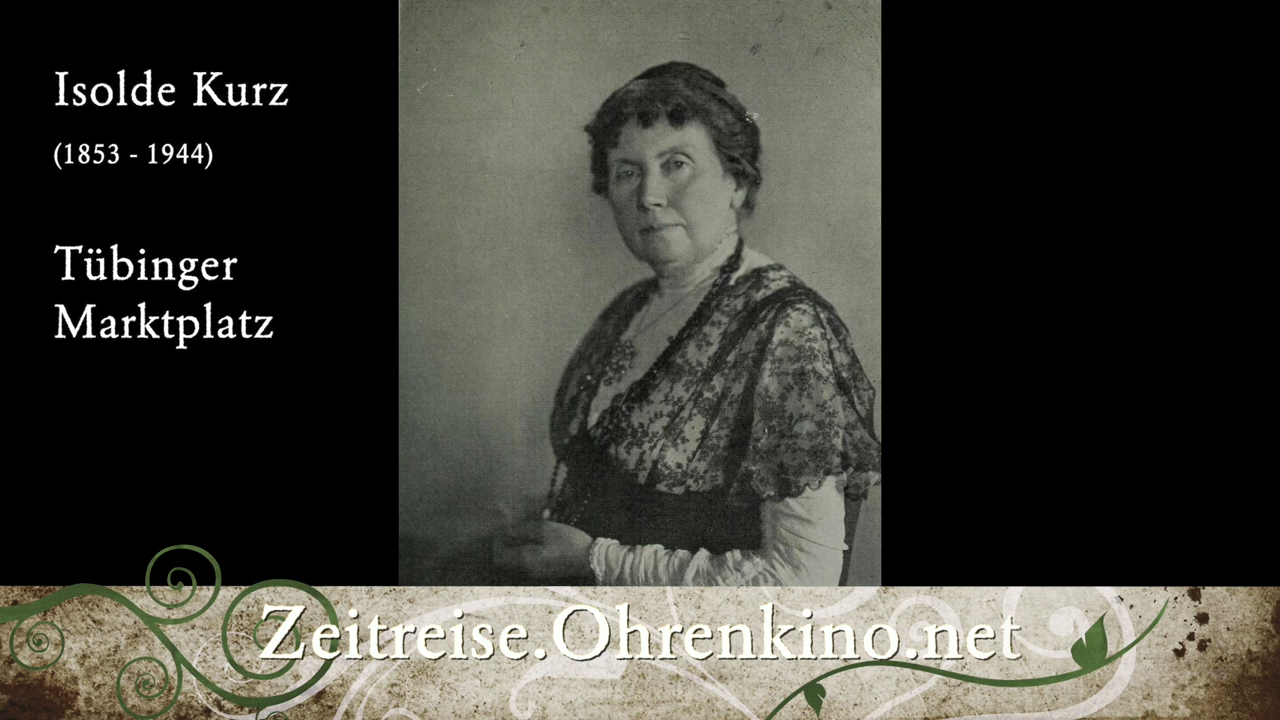 Isolde Kurz
(1853 - 1944)
Tübinger
Marktplatz
Zeitreise.Ohrenkino.net